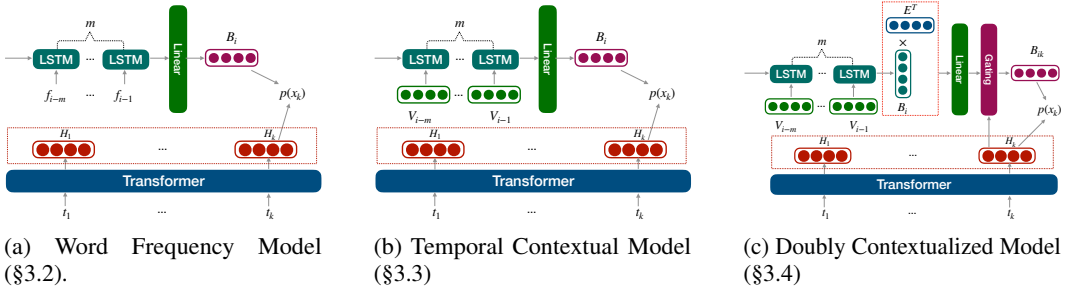 m
LSTM ... LSTM
Linear
B_i
f_{i-m} ... f_{i-1}
p(x_k)
H_1 ... H_k
Transformer
t_1 ... t_k
(a) Word Frequency Model
(§3.2).
m
LSTM ... LSTM
Linear
B_i
V_{i-m} ... V_{i-1}
p(x_k)
H_1 ... H_k
Transformer
t_1 ... t_k
(b) Temporal Contextual Model
(§3.3)
E^T
×
B_i
m
LSTM ... LSTM
Linear
Gating
B_{ik}
V_{i-m} ... V_{i-1}
p(x_k)
H_1 ... H_k
Transformer
t_1 ... t_k
(c) Doubly Contextualized Model
(§3.4)